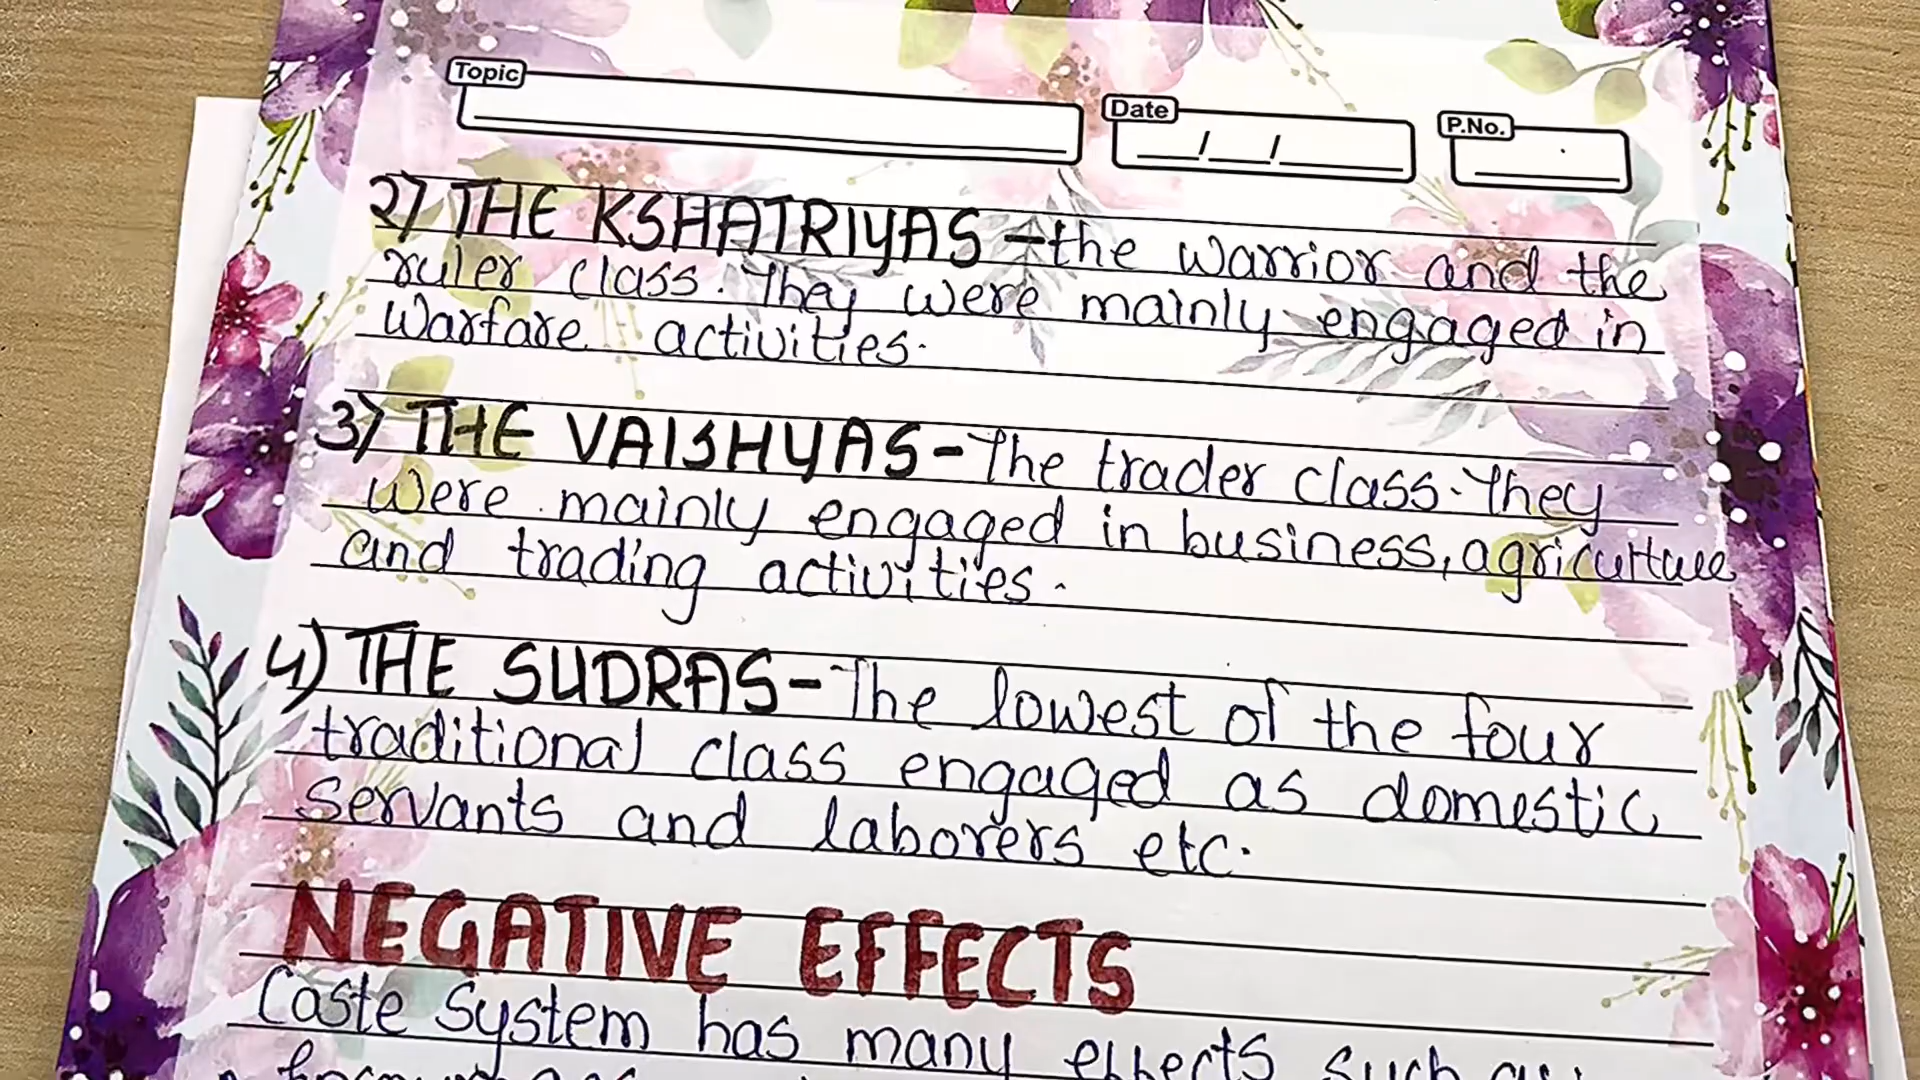 Topic
Date
P.No.
__/__/__
2) THE KSHATRIYAS - the warrior and the
ruler class. They were mainly engaged in
warfare activities.
3) THE VAISHYAS - The trader class. They
were mainly engaged in business, agriculture
and trading activities.
4) THE SUDRAS - The lowest of the four
traditional class engaged as domestic
servants and laborers etc.
NEGATIVE EFFECTS
Caste system has many effects such as: